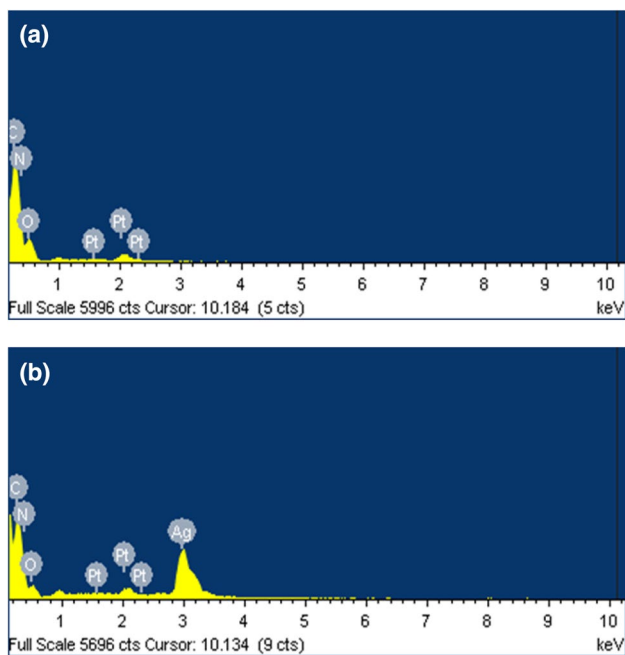 (a)
C
N
O
Pt
Pt
Pt
1 2 3 4 5 6 7 8 9 10
Full Scale 5996 cts Cursor: 10.184 (5 cts) keV
(b)
C
N
O
Pt
Pt
Pt
Ag
1 2 3 4 5 6 7 8 9 10
Full Scale 5696 cts Cursor: 10.134 (9 cts) keV